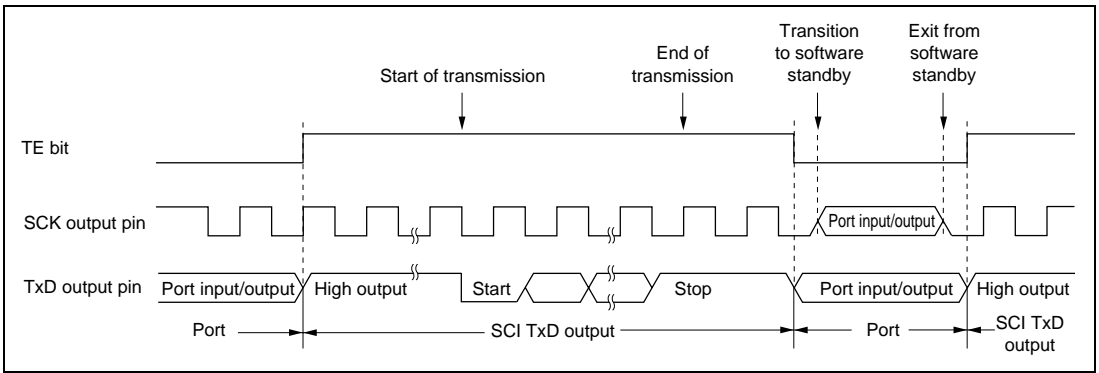 Start of transmission
End of
transmission
Transition
to software
standby
Exit from
software
standby
TE bit
SCK output pin
Port input/output
TxD output pin
Port input/output
High output
Start
Stop
Port input/output
High output
Port
SCI TxD output
Port
SCI TxD
output